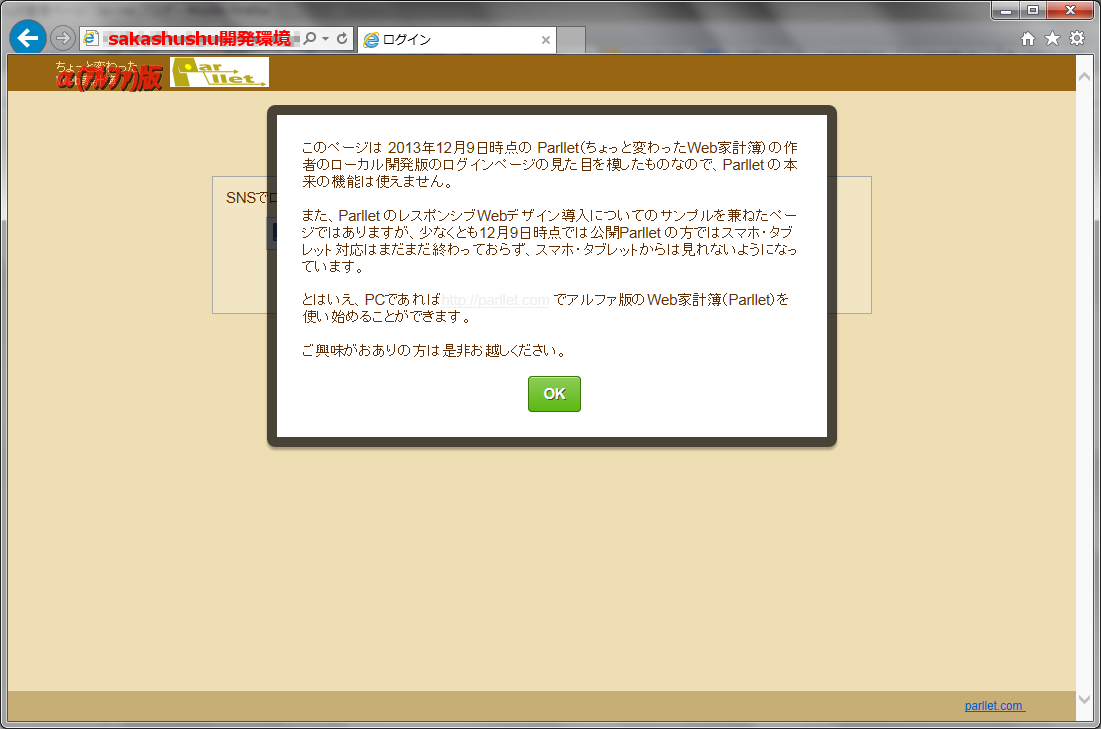 sakashushu開発環境
ログイン
ちょっと変わった
α(アルファ)版
Parllet
このページは 2013年12月9日時点の Parllet(ちょっと変わったWeb家計簿)の作
者のローカル開発版のログインページの見た目を模したものなので、Parllet の本
来の機能は使えません。
また、Parllet のレスポンシブWebデザイン導入についてのサンプルを兼ねたペー
ジではありますが、少なくとも12月9日時点では公開Parllet の方ではスマホ・タブ
レット対応はまだまだ終わっておらず、スマホ・タブレットからは見れないようになっ
ています。
とはいえ、PCであれば http://parllet.com でアルファ版のWeb家計簿(Parllet)を
使い始めることができます。
ご興味がおありの方は是非お越しください。
OK
SNSでロ
parllet.com